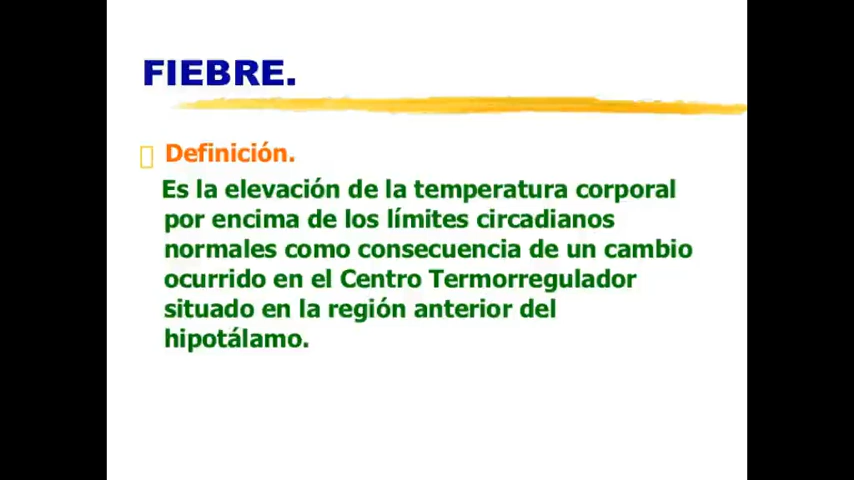 FIEBRE.
Definición.
Es la elevación de la temperatura corporal
por encima de los límites circadianos
normales como consecuencia de un cambio
ocurrido en el Centro Termorregulador
situado en la región anterior del
hipotálamo.